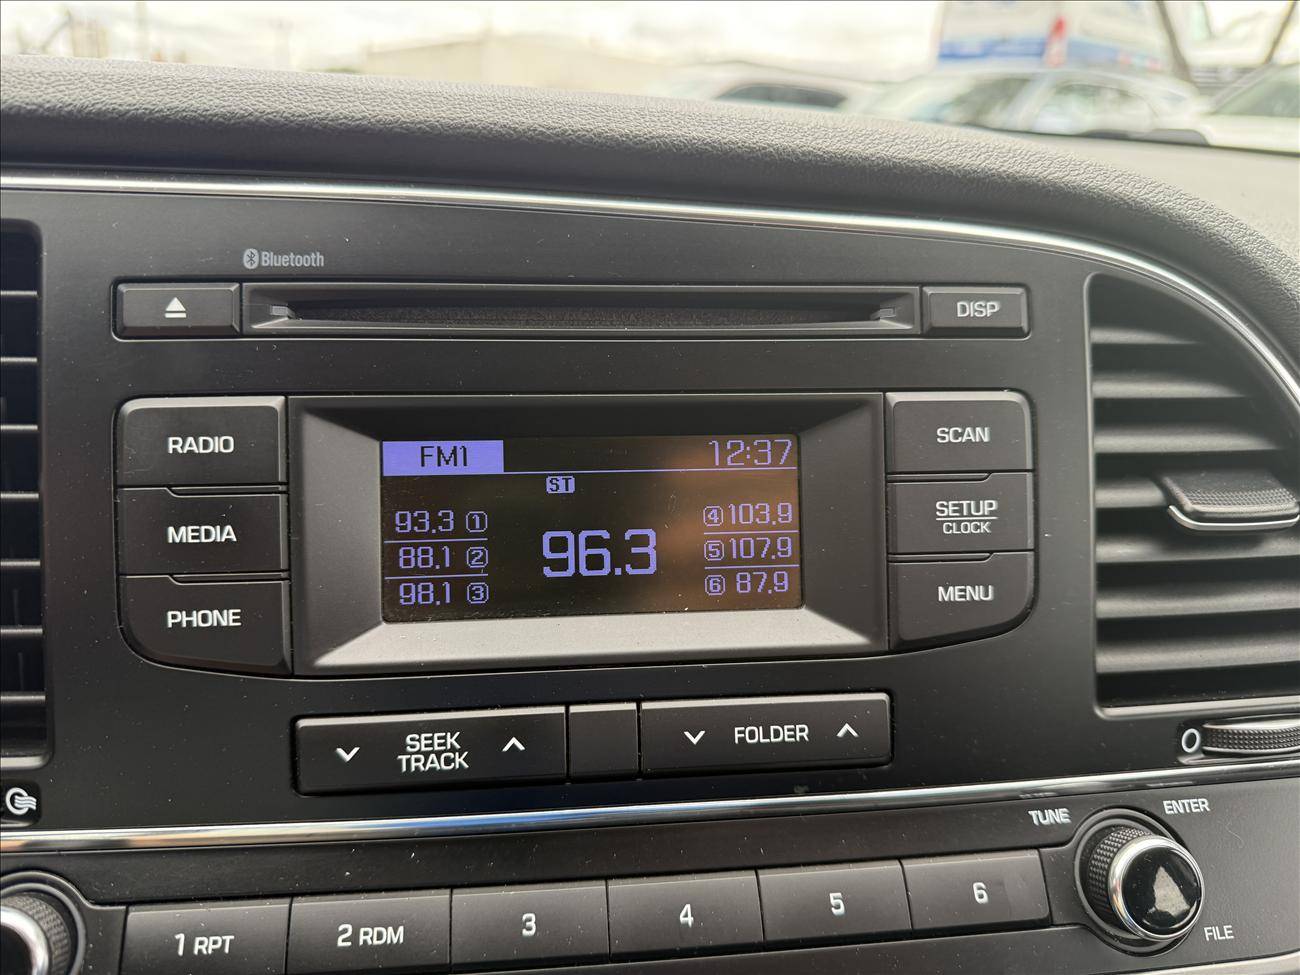 Bluetooth
DISP
RADIO
MEDIA
PHONE
FM1
12:37
ST
93.3 1
88.1 2
98.1 3
96.3
4 103.9
5 107.9
6 87.9
SCAN
SETUP
CLOCK
MENU
SEEK
TRACK
FOLDER
0
TUNE
ENTER
FILE
1 RPT
2 RDM
3
4
5
6